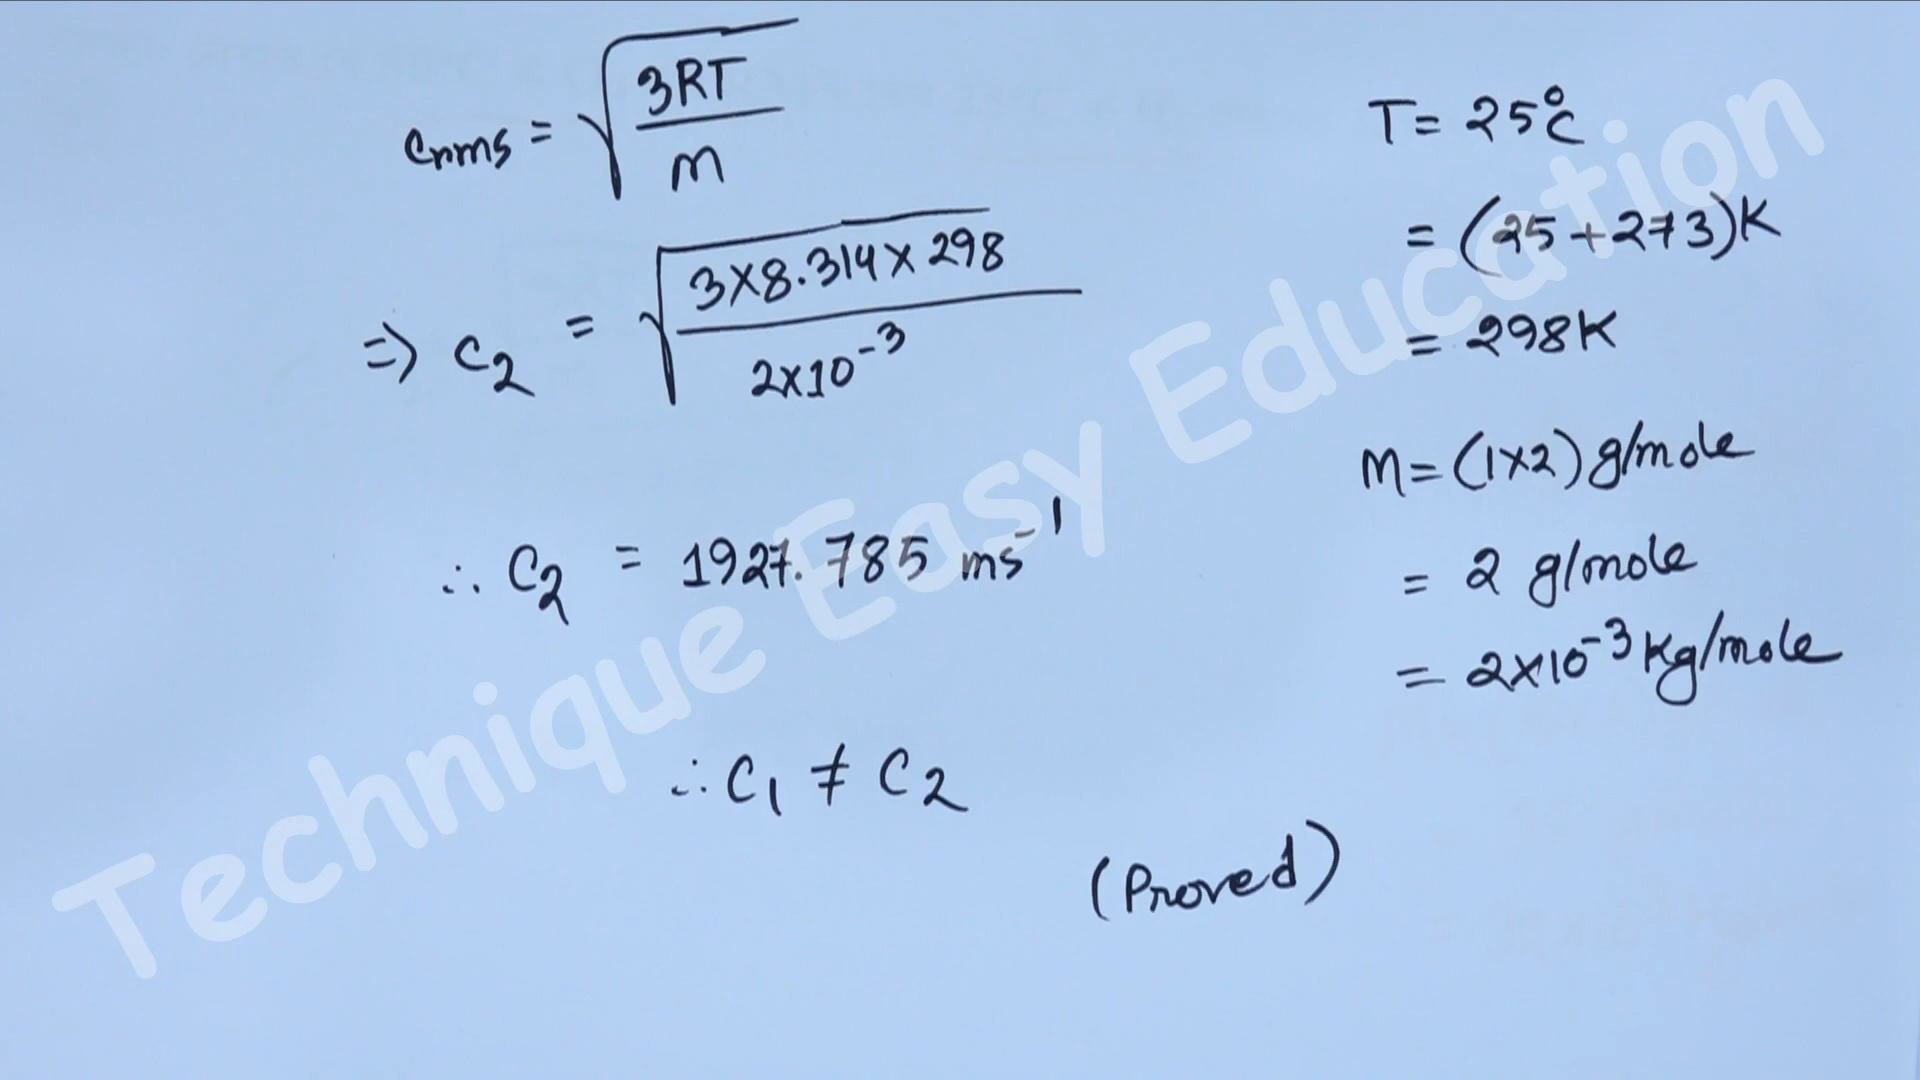 Crms = √(3RT / M)
⇒ C₂ = √(3×8.314×298 / 2×10⁻³)
∴ C₂ = 1927.785 ms⁻¹
∴ C₁ ≠ C₂
(Proved)
T = 25°C
= (25+273)K
= 298K
M = (1×2) g/mole
= 2 g/mole
= 2×10⁻³ Kg/mole
Technique Easy Education